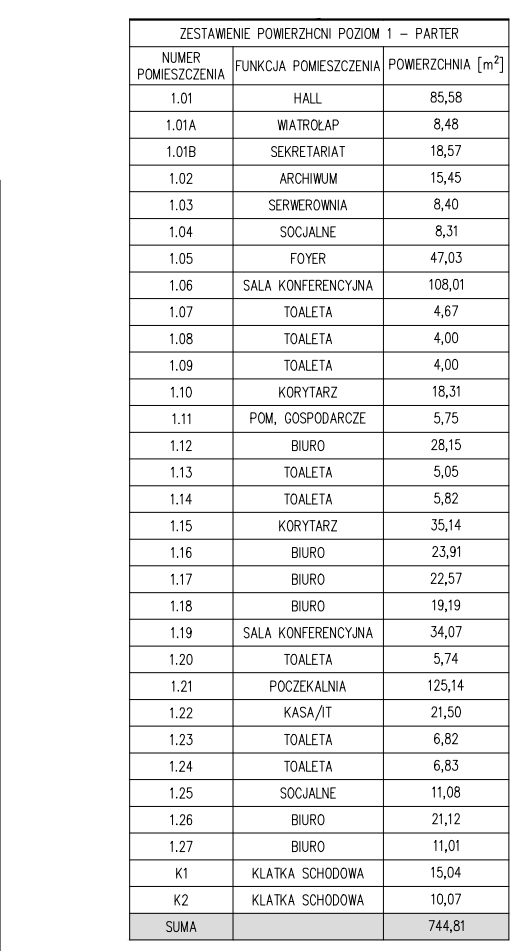 ZESTAWIENIE POWIERZHCNI POZIOM 1 – PARTER
NUMER POMIESZCZENIA FUNKCJA POMIESZCZENIA POWIERZCHNIA [m²]
1.01 HALL 85,58
1.01A WIATROŁAP 8,48
1.01B SEKRETARIAT 18,57
1.02 ARCHIWUM 15,45
1.03 SERWEROWNIA 8,40
1.04 SOCJALNE 8,31
1.05 FOYER 47,03
1.06 SALA KONFERENCYJNA 108,01
1.07 TOALETA 4,67
1.08 TOALETA 4,00
1.09 TOALETA 4,00
1.10 KORYTARZ 18,31
1.11 POM, GOSPODARCZE 5,75
1.12 BIURO 28,15
1.13 TOALETA 5,05
1.14 TOALETA 5,82
1.15 KORYTARZ 35,14
1.16 BIURO 23,91
1.17 BIURO 22,57
1.18 BIURO 19,19
1.19 SALA KONFERENCYJNA 34,07
1.20 TOALETA 5,74
1.21 POCZEKALNIA 125,14
1.22 KASA/IT 21,50
1.23 TOALETA 6,82
1.24 TOALETA 6,83
1.25 SOCJALNE 11,08
1.26 BIURO 21,12
1.27 BIURO 11,01
K1 KLATKA SCHODOWA 15,04
K2 KLATKA SCHODOWA 10,07
SUMA 744,81